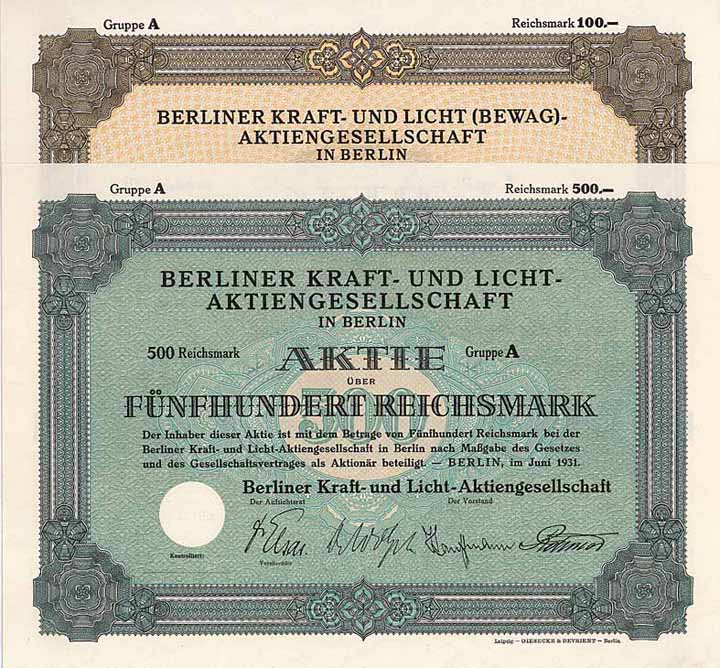 Gruppe A Reichsmark 100.—
BERLINER KRAFT- UND LICHT (BEWAG)-
AKTIENGESELLSCHAFT
IN BERLIN
Gruppe A Reichsmark 500.—
BERLINER KRAFT- UND LICHT-
AKTIENGESELLSCHAFT
IN BERLIN
500 Reichsmark AKTIE Gruppe A
ÜBER
500
FÜNFHUNDERT REICHSMARK
Der Inhaber dieser Aktie ist mit dem Betrage von Fünfhundert Reichsmark bei der
Berliner Kraft- und Licht-Aktiengesellschaft in Berlin nach Maßgabe des Gesetzes
und des Gesellschaftsvertrages als Aktionär beteiligt. — BERLIN, im Juni 1931.
Berliner Kraft- und Licht-Aktiengesellschaft
Der Aufsichtsrat Der Vorstand
Kauffmann
Kontrolliert:
Vorsitzender
Leipzig — GIESECKE & DEVRIENT — Berlin